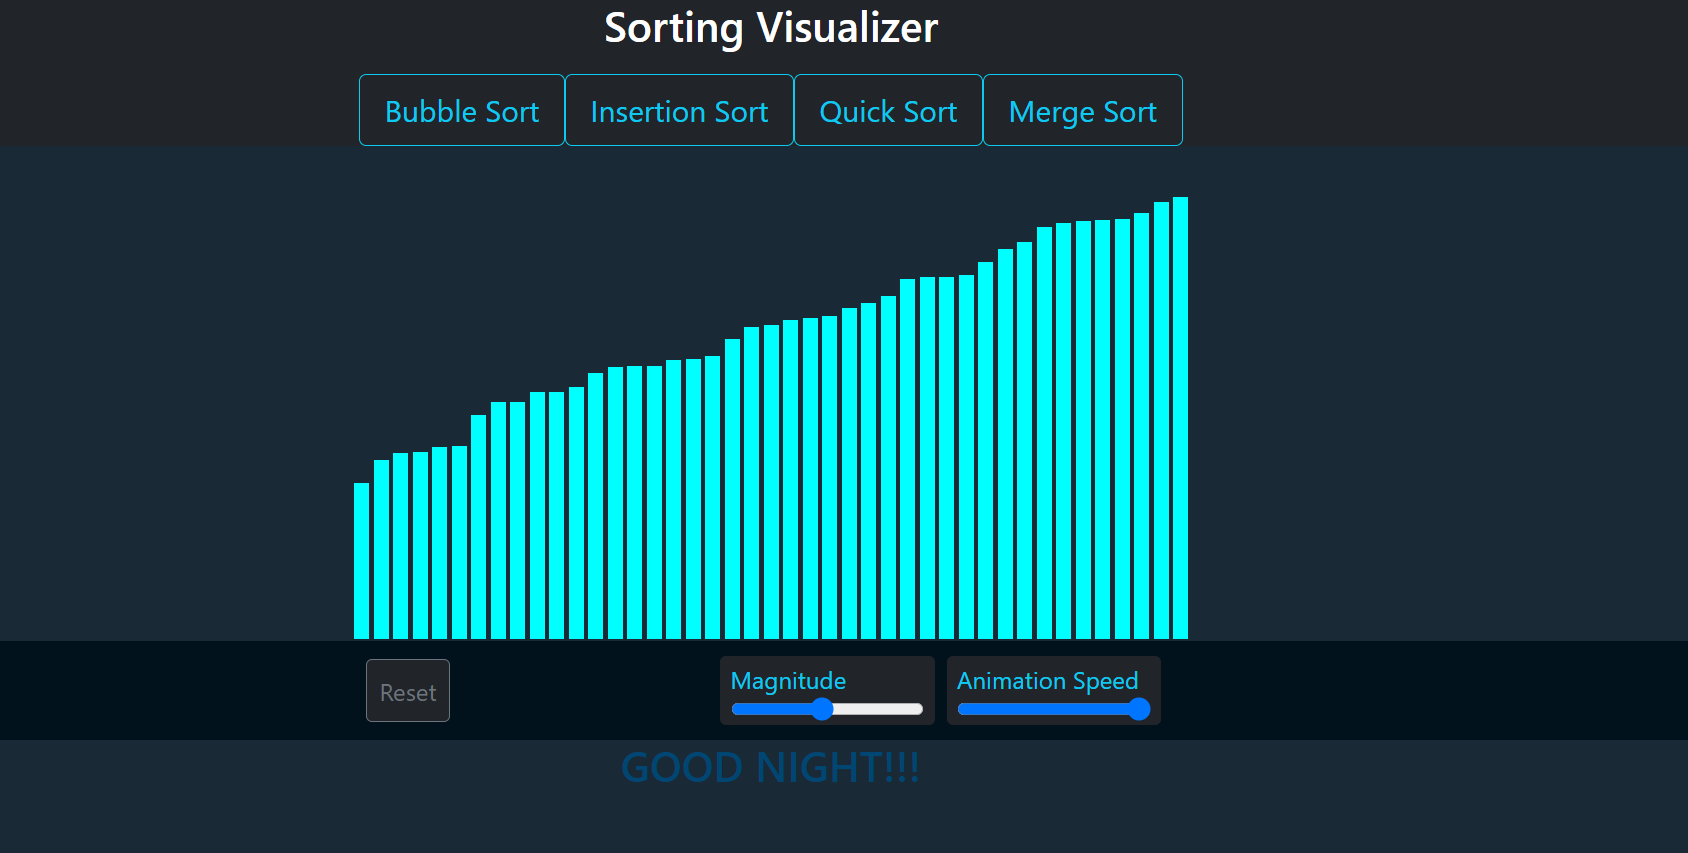 Sorting Visualizer
Bubble Sort Insertion Sort Quick Sort Merge Sort
Reset Magnitude Animation Speed
GOOD NIGHT!!!